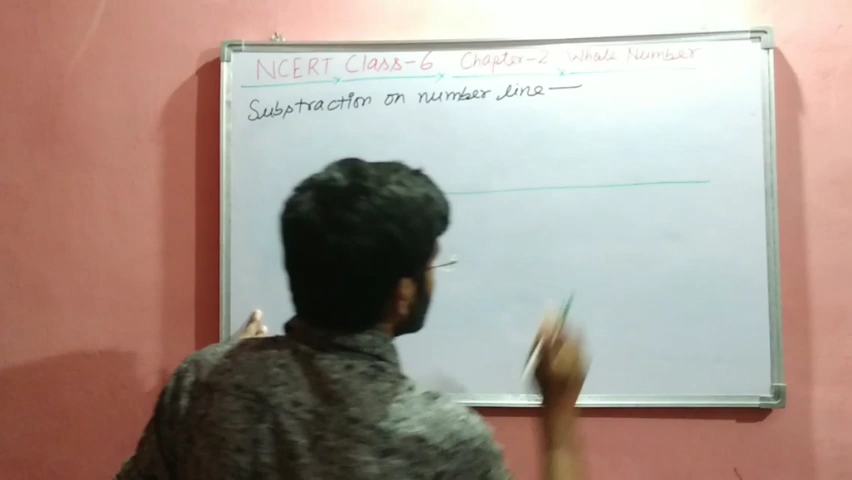 NCERT Class-6 Chapter-2 Whole Number
Subptraction on number line —